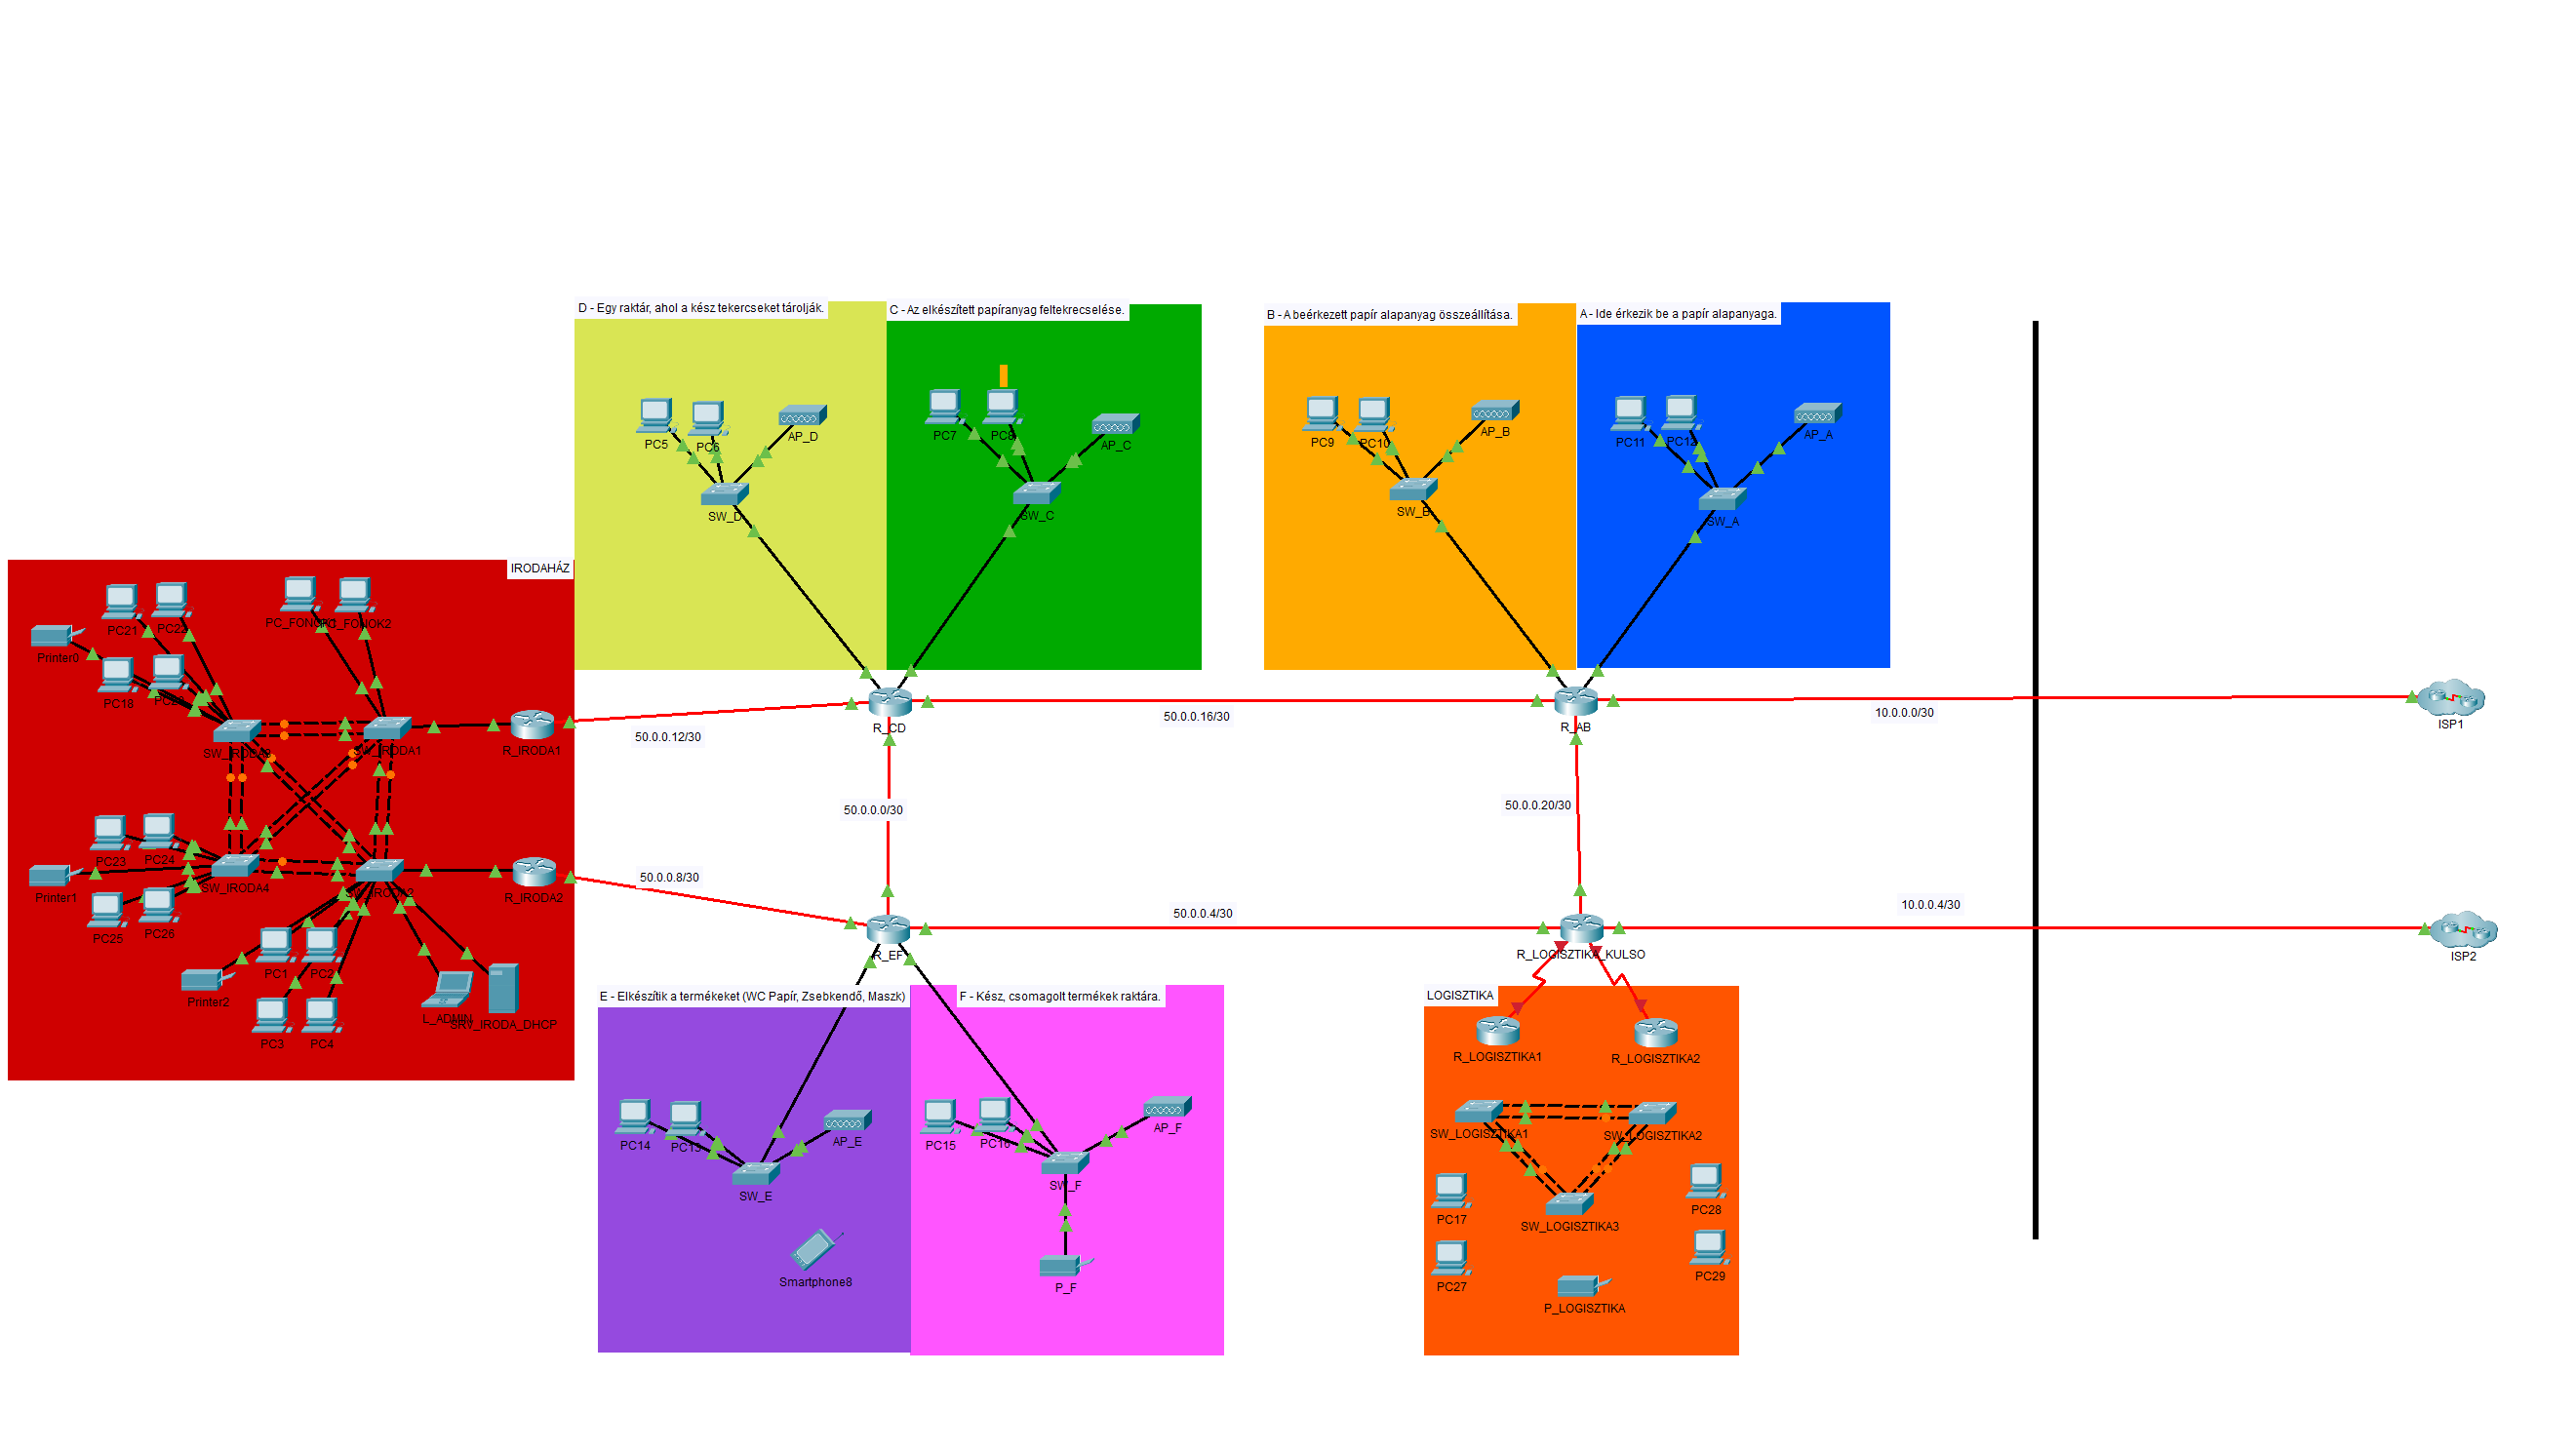 D - Egy raktár, ahol a kész tekercseket tárolják.
C - Az elkészített papíranyag feltekrecselése.
B - A beérkezett papír alapanyag összeállítása.
A - Ide érkezik be a papír alapanyaga.
PC5
PC6
AP_D
SW_D
PC7
PC8
AP_C
SW_C
PC9
PC10
AP_B
SW_B
PC11
PC12
AP_A
SW_A
IRODAHÁZ
PC21
PC22
Printer0
PC18
PC_FONOK2
SW_IRODA1
R_IRODA1
PC23
PC24
Printer1
SW_IRODA4
PC25
PC26
R_IRODA2
PC1
PC2
Printer2
PC3
PC4
L_ADMIN
SRV_IRODA_DHCP
50.0.0.12/30
R_CD
50.0.0.16/30
R_AB
10.0.0.0/30
ISP1
50.0.0.0/30
50.0.0.20/30
50.0.0.8/30
R_EF
50.0.0.4/30
R_LOGISZTIKA_KULSO
10.0.0.4/30
ISP2
E - Elkészítik a termékeket (WC Papír, Zsebkendő, Maszk)
F - Kész, csomagolt termékek raktára.
LOGISZTIKA
PC14
PC13
AP_E
SW_E
Smartphone8
PC15
PC16
AP_F
SW_F
P_F
R_LOGISZTIKA1
R_LOGISZTIKA2
SW_LOGISZTIKA1
SW_LOGISZTIKA2
SW_LOGISZTIKA3
PC17
PC28
PC27
PC29
P_LOGISZTIKA